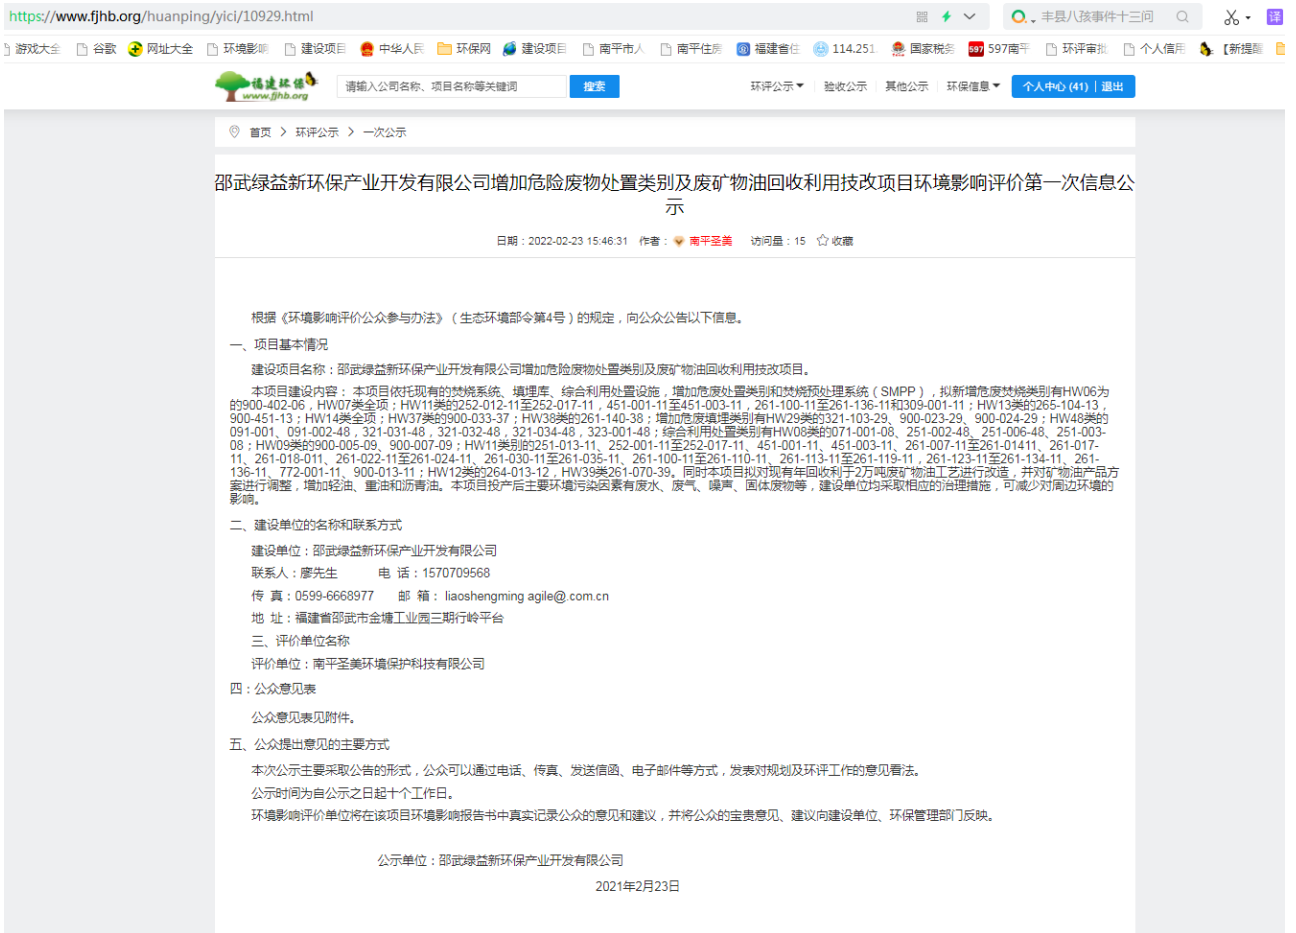 https://www.fjhb.org/huanping/yici/10929.html
丰县八孩事件十三问
译
游戏大全 谷歌 网址大全 环境影响 建设项目 中华人民 环保网 建设项目 南平市人 南平住房 福建省住 114.251. 国家税务 597 597南平 环评审批 个人信用 【新提醒
福建环保
www.fjhb.org
请输入公司名称、项目名称等关键词 搜索 环评公示 验收公示 其他公示 环保信息 个人中心 (41) | 退出
首页 > 环评公示 > 一次公示
邵武绿益新环保产业开发有限公司增加危险废物处置类别及废矿物油回收利用技改项目环境影响评价第一次信息公
示
日期：2022-02-23 15:46:31 作者： 南平圣美 访问量：15 收藏
根据《环境影响评价公众参与办法》（生态环境部令第4号）的规定，向公众公告以下信息。
一、项目基本情况
建设项目名称：邵武绿益新环保产业开发有限公司增加危险废物处置类别及废矿物油回收利用技改项目。
本项目建设内容： 本项目依托现有的焚烧系统、填埋库、综合利用处置设施，增加危废处置类别和焚烧预处理系统（SMPP），拟新增危废焚烧类别有HW06为
的900-402-06，HW07类全项；HW11类的252-012-11至252-017-11，451-001-11至451-003-11，261-100-11至261-136-11和309-001-11；HW13类的265-104-13，
900-451-13；HW14类全项；HW37类的900-033-37；HW38类的261-140-38；增加危废填埋类别有HW29类的321-103-29、900-023-29、900-024-29；HW48类的
091-001、091-002-48，321-031-48，321-032-48，321-034-48，323-001-48；综合利用处置类别有HW08类的071-001-08、251-002-48、251-006-48、251-003-
08；HW09类的900-005-09、900-007-09；HW11类别的251-013-11、252-001-11至252-017-11，451-001-11、451-003-11，261-007-11至261-01411、261-017-
11、261-018-011、261-022-11至261-024-11、261-030-11至261-035-11、261-100-11至261-110-11、261-113-11至261-119-11，261-123-11至261-134-11、261-
136-11、772-001-11、900-013-11；HW12类的264-013-12，HW39类261-070-39。同时本项目拟对现有年回收利于2万吨废矿物油工艺进行改造，并对矿物油产品方
案进行调整，增加轻油、重油和沥青油。本项目投产后主要环境污染因素有废水、废气、噪声、固体废物等，建设单位均采取相应的治理措施，可减少对周边环境的
影响。
二、建设单位的名称和联系方式
建设单位：邵武绿益新环保产业开发有限公司
联系人：廖先生 电 话：1570709568
传 真：0599-6668977 邮 箱： liaoshengming agile@.com.cn
地 址：福建省邵武市金塘工业园三期行岭平台
三、评价单位名称
评价单位：南平圣美环境保护科技有限公司
四：公众意见表
公众意见表见附件。
五、公众提出意见的主要方式
本次公示主要采取公告的形式，公众可以通过电话、传真、发送信函、电子邮件等方式，发表对规划及环评工作的意见看法。
公示时间为自公示之日起十个工作日。
环境影响评价单位将在该项目环境影响报告书中真实记录公众的意见和建议，并将公众的宝贵意见、建议向建设单位、环保管理部门反映。
公示单位：邵武绿益新环保产业开发有限公司
2021年2月23日